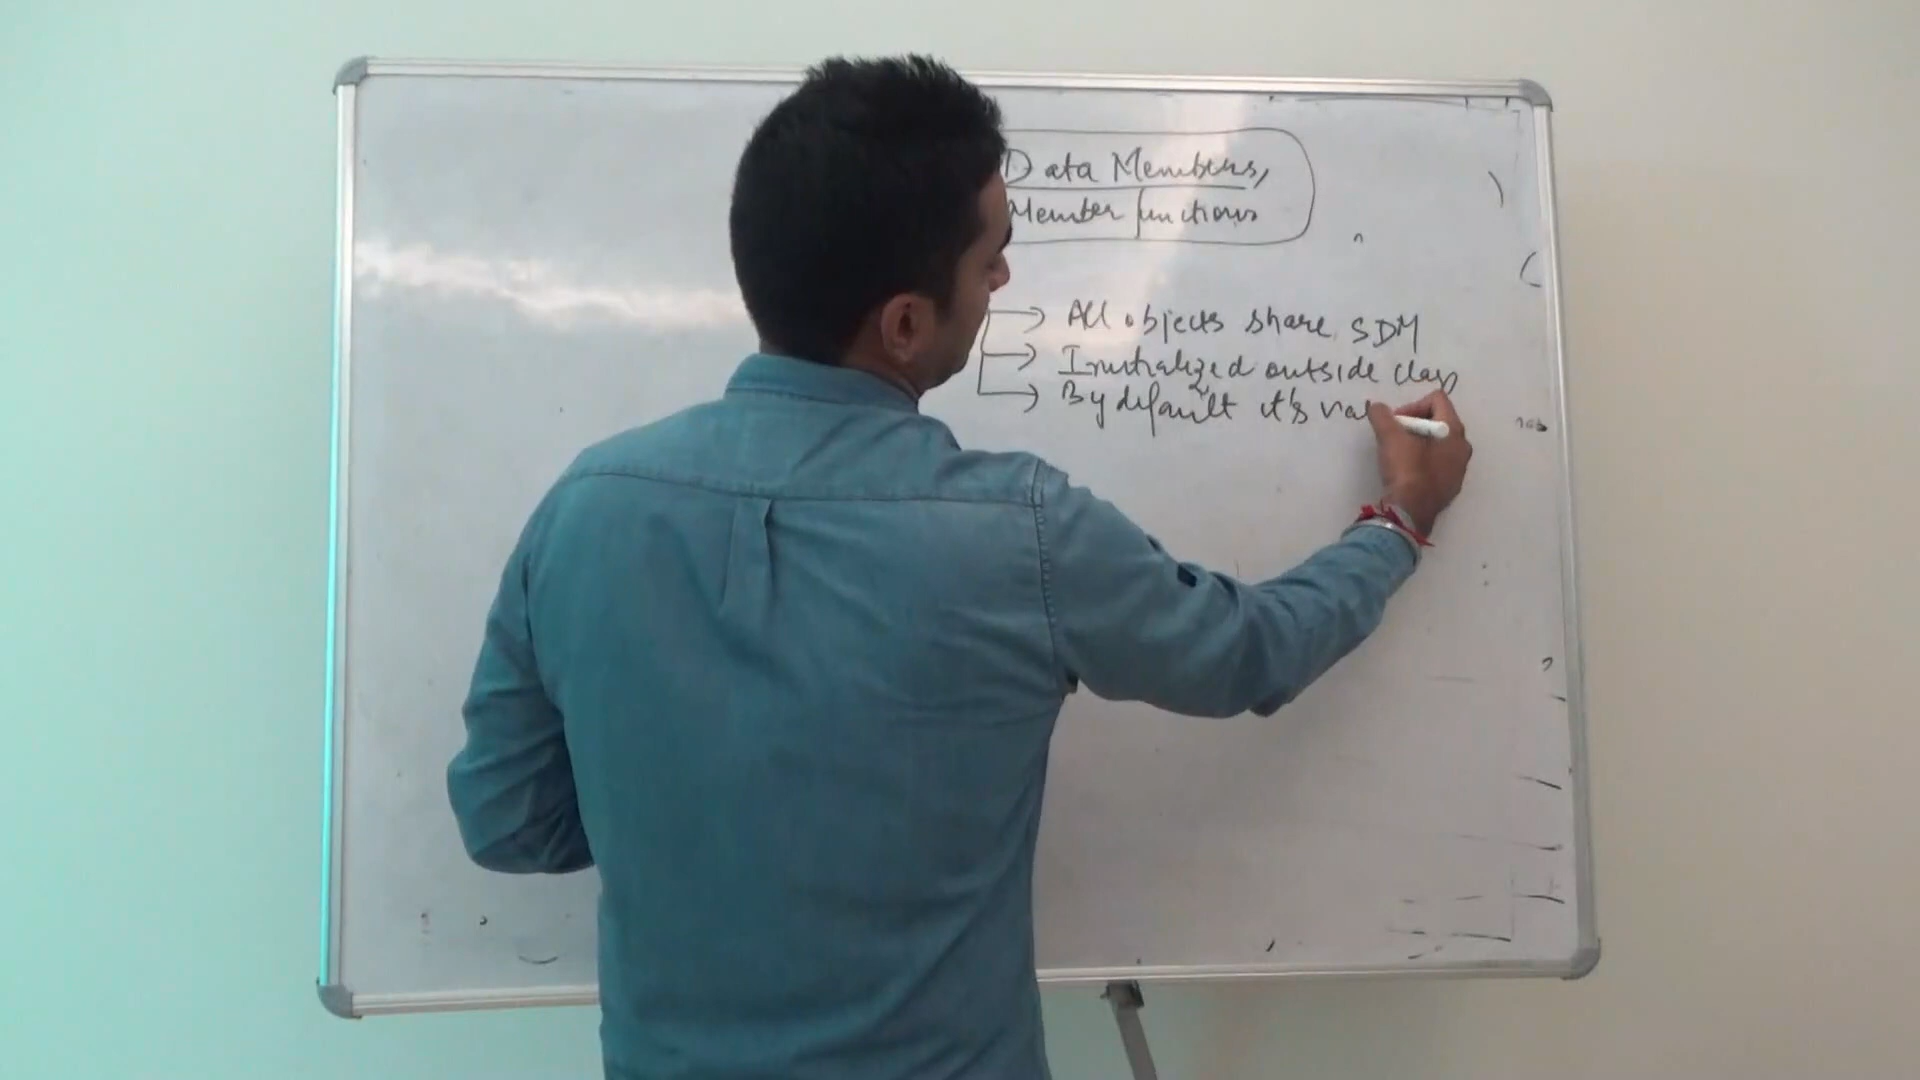 Data Members,
Member functions
All objects share SDM
Initialized outside class
By default it's val